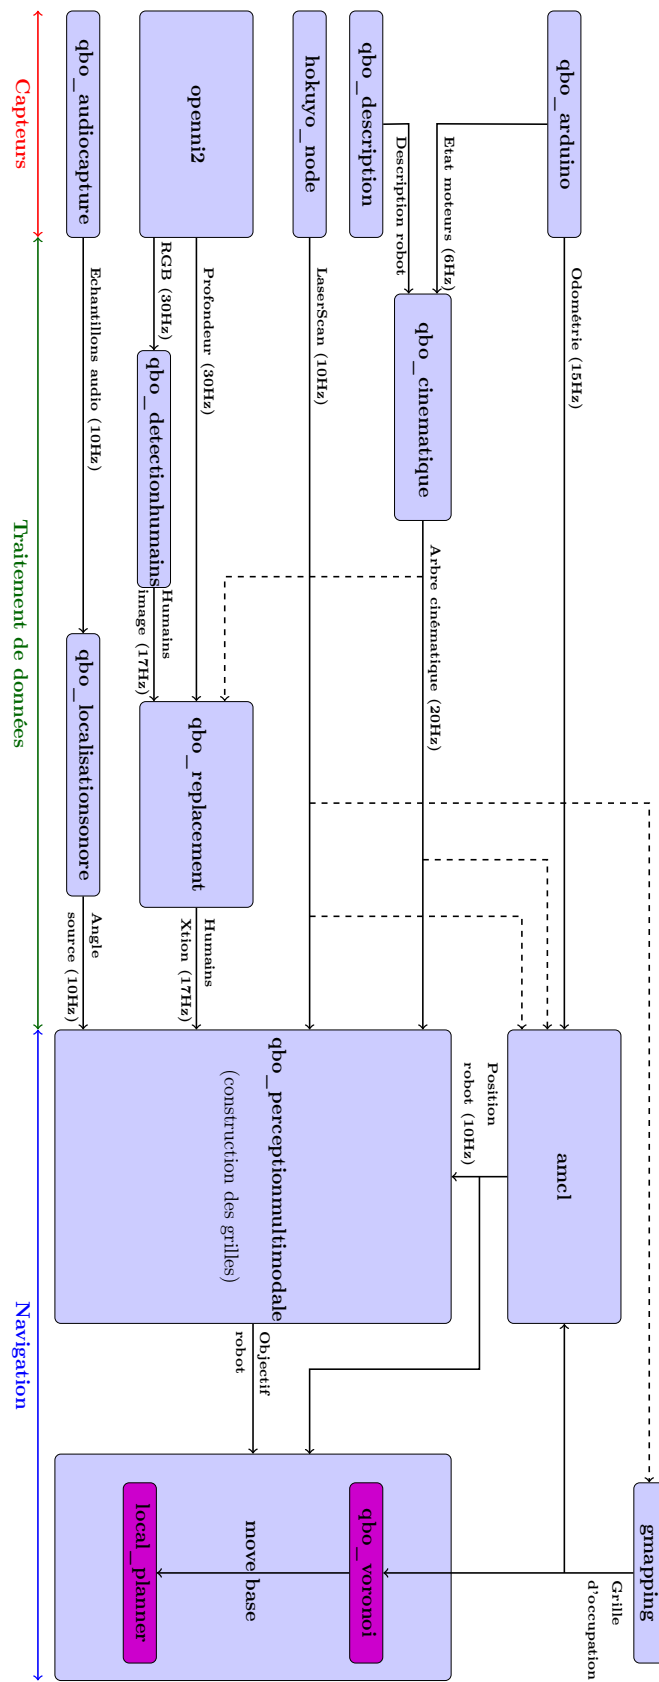 gmapping
Grille
d'occupation
qbo_arduino
Odométrie (15Hz)
amcl
Etat moteurs (6Hz)
Description robot
qbo_cinematique
Arbre cinématique (20Hz)
Position
robot (10Hz)
qbo_description
hokuyo_node
LaserScan (10Hz)
openni2
Profondeur (30Hz)
RGB (30Hz)
qbo_detectionhumains
Humains
image (17Hz)
qbo_replacement
Humains
Xtion (17Hz)
qbo_perceptionmultimodale
(construction des grilles)
Objectif
robot
qbo_voronoi
move base
local_planner
qbo_audiocapture
Echantillons audio (10Hz)
qbo_localisationsonore
Angle
source (10Hz)
Capteurs
Traitement de données
Navigation